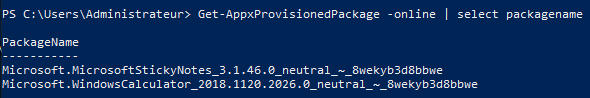 PS C:\Users\Administrateur> Get-AppxProvisionedPackage -online | select packagename
PackageName
-----------
Microsoft.MicrosoftStickyNotes_3.1.46.0_neutral_~_8wekyb3d8bbwe
Microsoft.WindowsCalculator_2018.1120.2026.0_neutral_~_8wekyb3d8bbwe